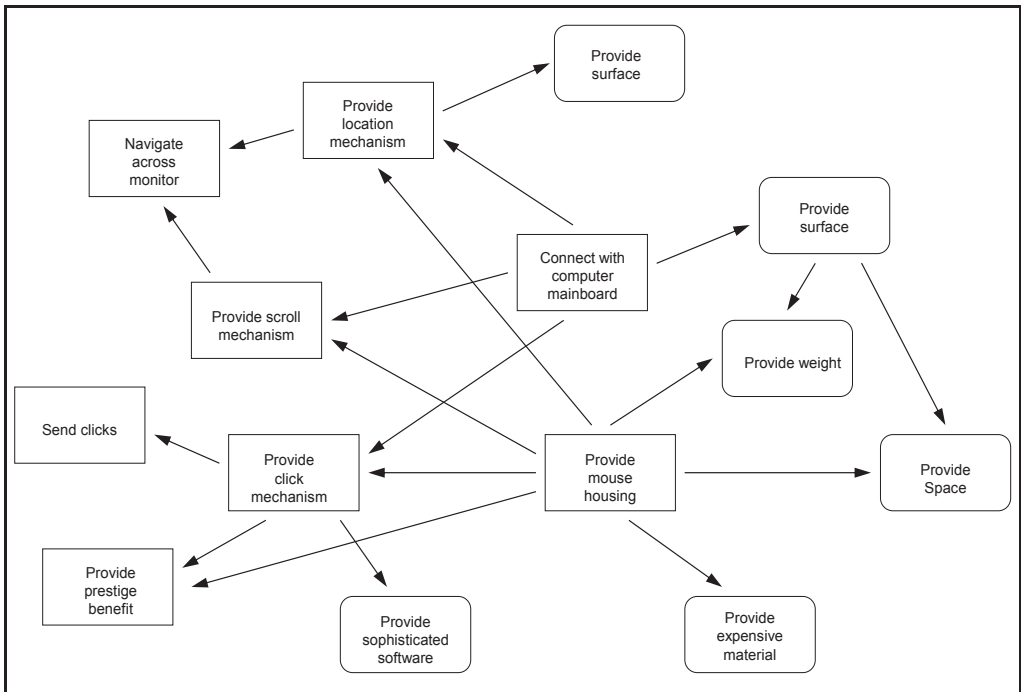 Provide
surface
Provide
location
mechanism
Navigate
across
monitor
Provide
surface
Connect with
computer
mainboard
Provide scroll
mechanism
Provide weight
Send clicks
Provide
click
mechanism
Provide
mouse
housing
Provide
Space
Provide
prestige
benefit
Provide
sophisticated
software
Provide
expensive
material